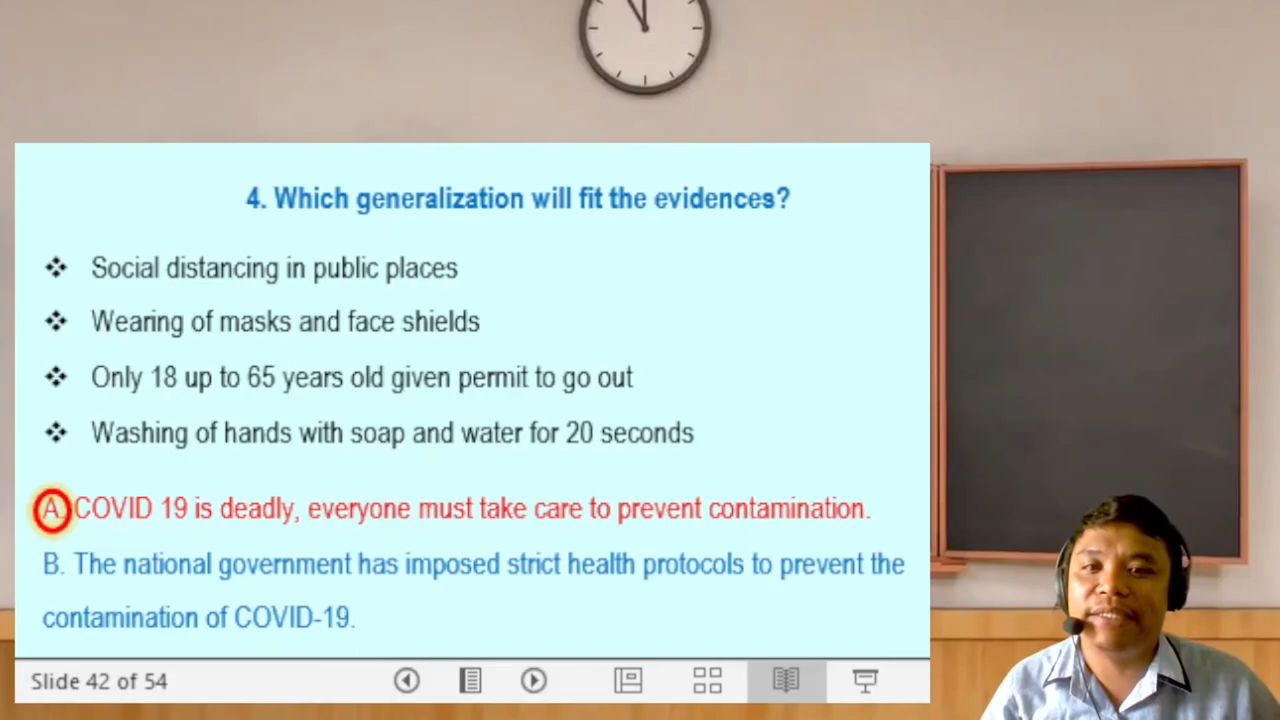 4. Which generalization will fit the evidences?
Social distancing in public places
Wearing of masks and face shields
Only 18 up to 65 years old given permit to go out
Washing of hands with soap and water for 20 seconds
A. COVID 19 is deadly, everyone must take care to prevent contamination.
B. The national government has imposed strict health protocols to prevent the
contamination of COVID-19.
Slide 42 of 54